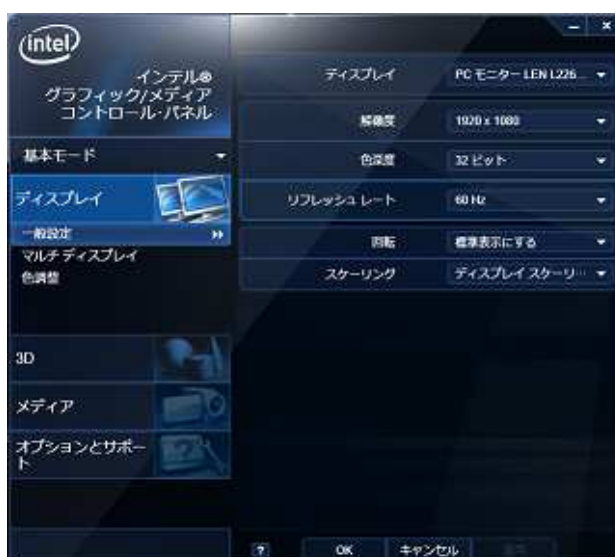 intel
インテル®
グラフィック/メディア
コントロール・パネル
基本モード
ディスプレイ
一般設定
マルチディスプレイ
色調整
3D
メディア
オプションとサポー
ト
ディスプレイ PC モニター LEN L226...
解像度 1920 x 1080
色深度 32 ビット
リフレッシュ レート 60 Hz
回転 標準表示にする
スケーリング ディスプレイ スケーリ...
? OK キャンセル